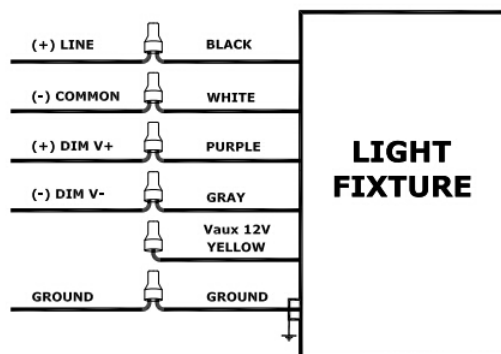 (+) LINE BLACK
(-) COMMON WHITE
(+) DIM V+ PURPLE
(-) DIM V- GRAY
Vaux 12V
YELLOW
GROUND GROUND
LIGHT
FIXTURE